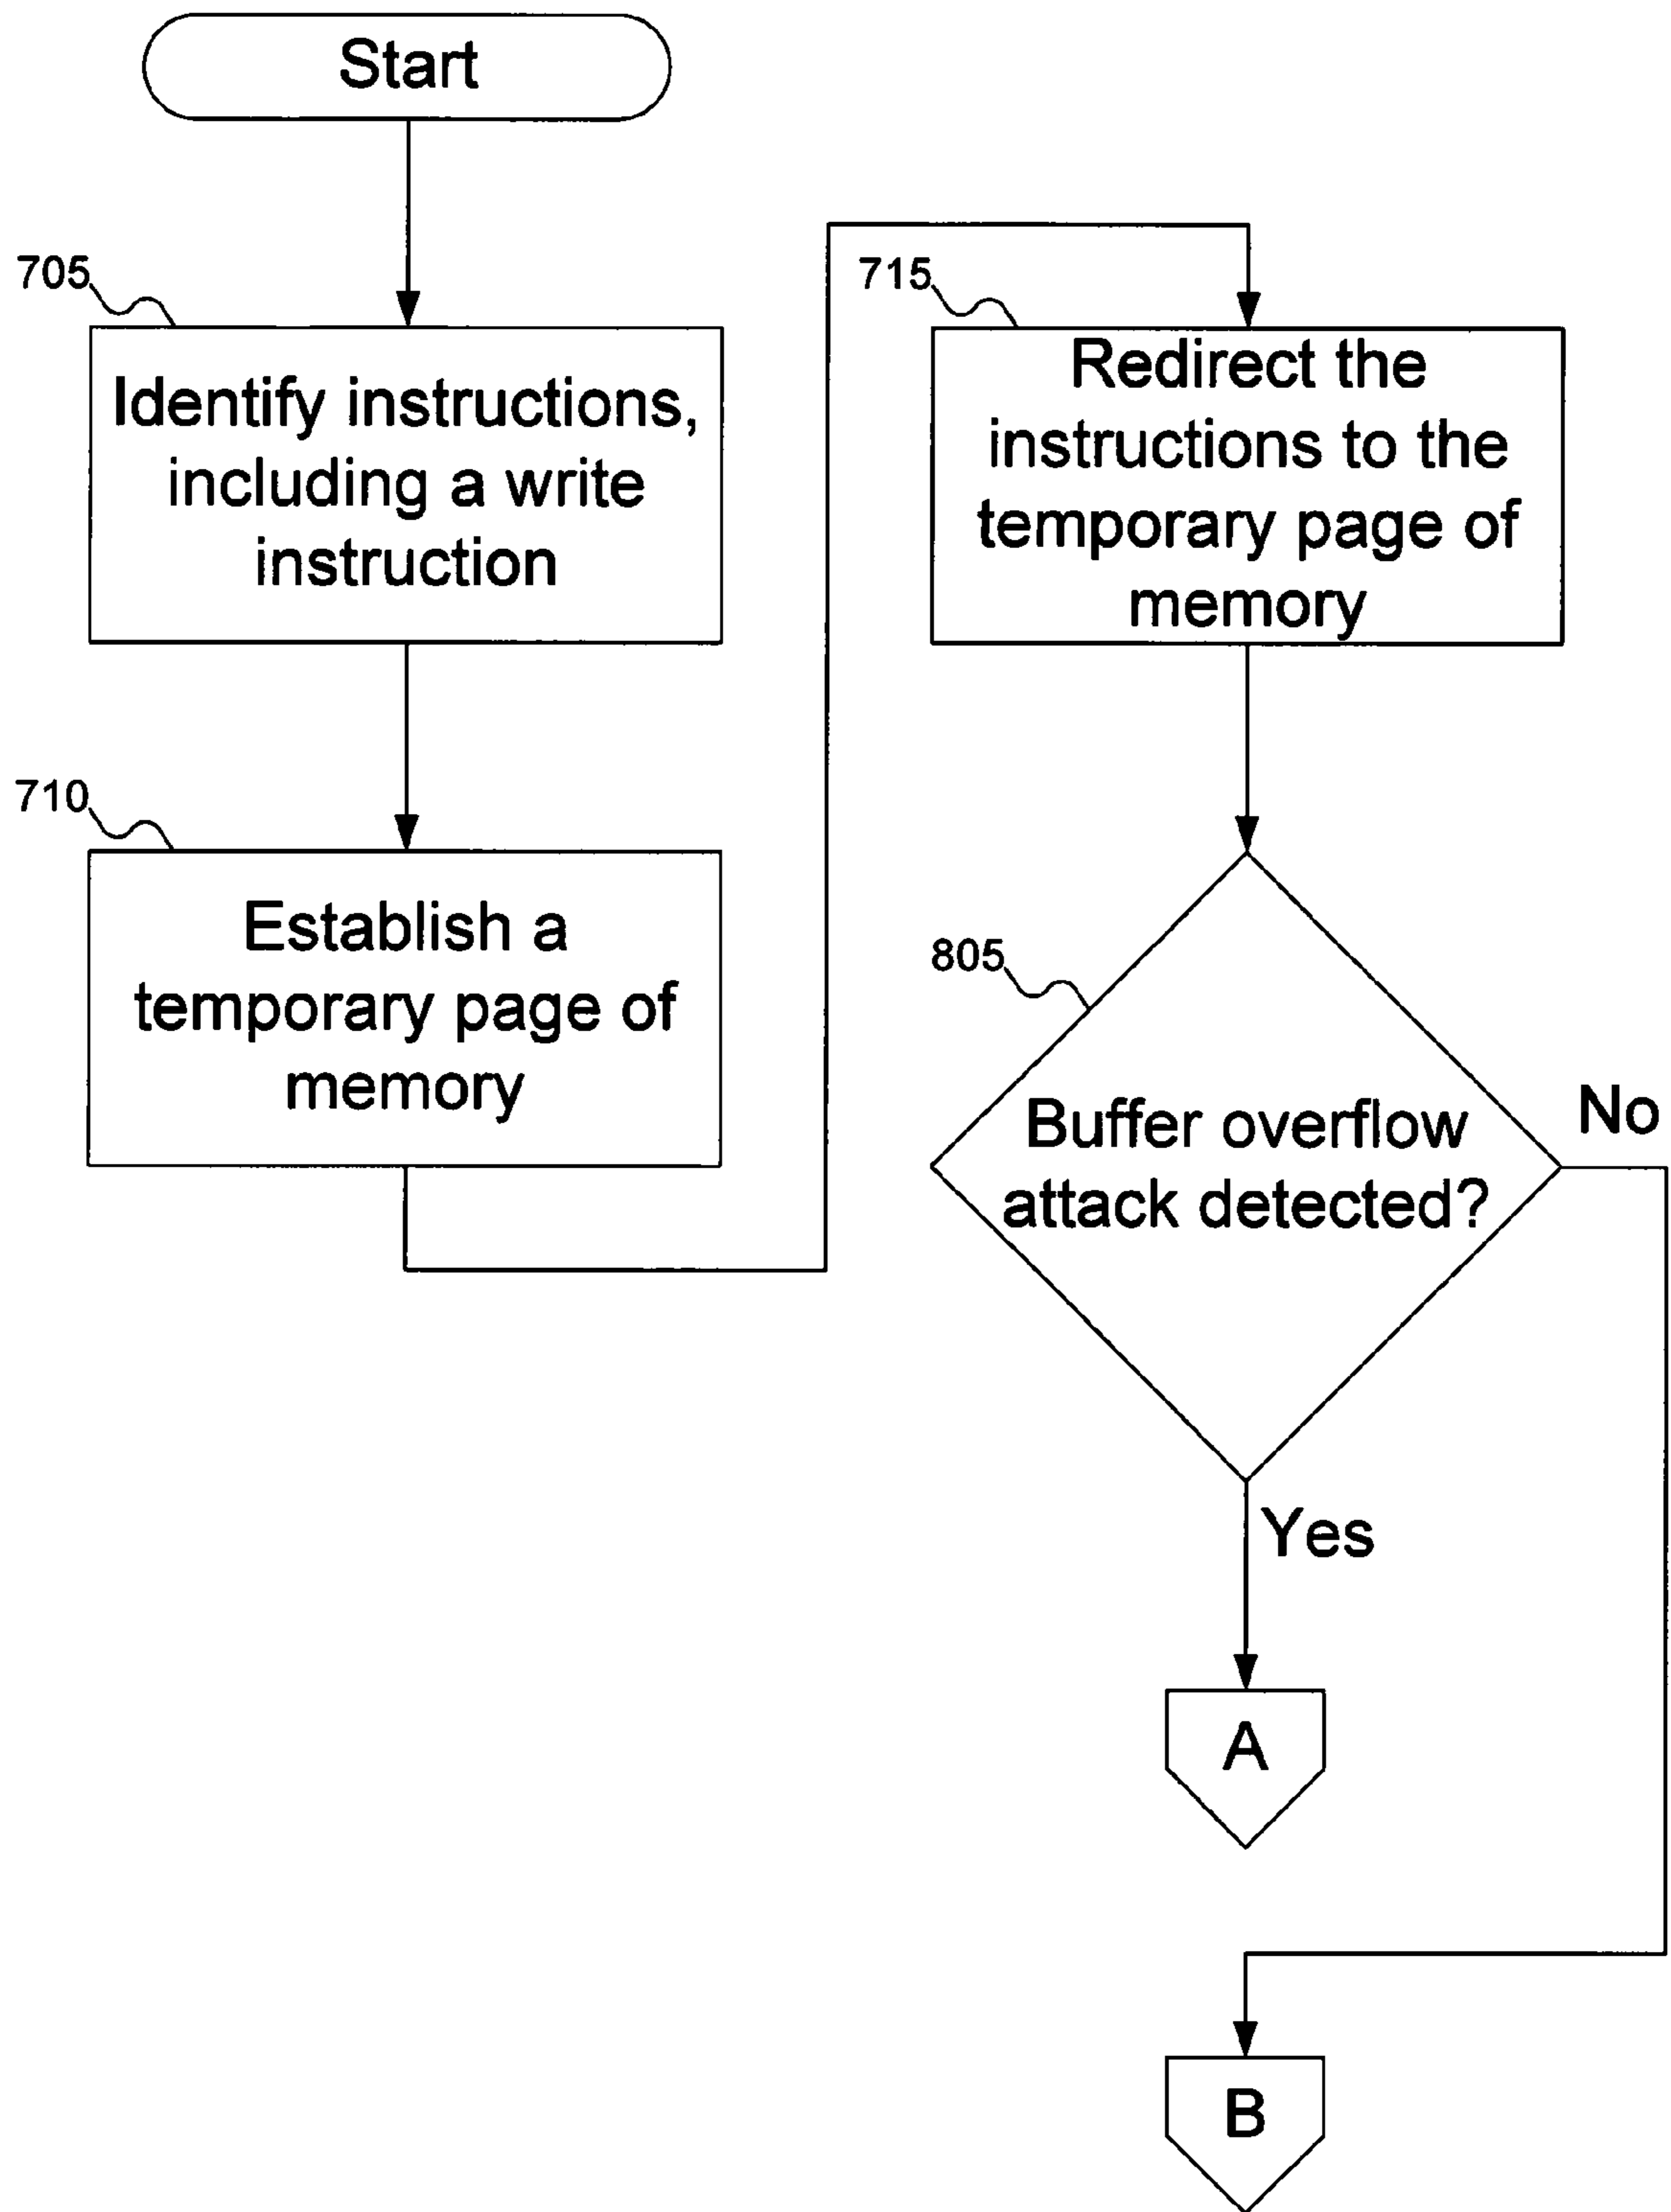 Start
705
Identify instructions,
including a write
instruction
710
Establish a
temporary page of
memory
715
Redirect the
instructions to the
temporary page of
memory
805
Buffer overflow
attack detected?
No
Yes
A
B